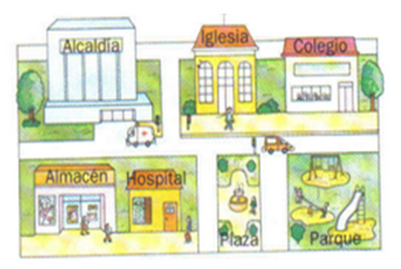 Alcaldía
Iglesia
Colegio
Almacén
Hospital
Plaza
Parque